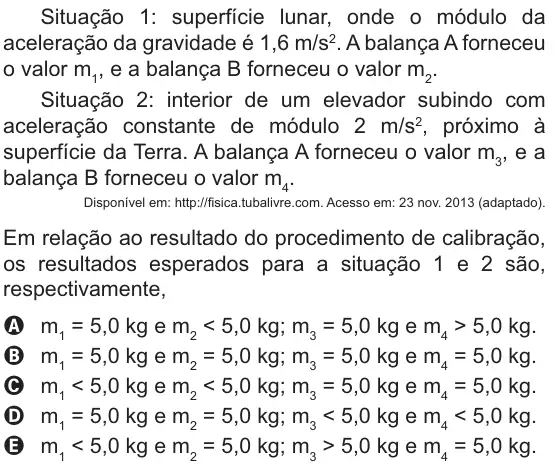 Situação 1: superfície lunar, onde o módulo da
aceleração da gravidade é 1,6 m/s². A balança A forneceu
o valor m₁, e a balança B forneceu o valor m₂.
Situação 2: interior de um elevador subindo com
aceleração constante de módulo 2 m/s², próximo à
superfície da Terra. A balança A forneceu o valor m₃, e a
balança B forneceu o valor m₄.
Disponível em: http://fisica.tubalivre.com. Acesso em: 23 nov. 2013 (adaptado).
Em relação ao resultado do procedimento de calibração,
os resultados esperados para a situação 1 e 2 são,
respectivamente,
A m₁ = 5,0 kg e m₂ < 5,0 kg; m₃ = 5,0 kg e m₄ > 5,0 kg.
B m₁ = 5,0 kg e m₂ = 5,0 kg; m₃ = 5,0 kg e m₄ = 5,0 kg.
C m₁ < 5,0 kg e m₂ < 5,0 kg; m₃ = 5,0 kg e m₄ = 5,0 kg.
D m₁ = 5,0 kg e m₂ = 5,0 kg; m₃ < 5,0 kg e m₄ < 5,0 kg.
E m₁ < 5,0 kg e m₂ = 5,0 kg; m₃ > 5,0 kg e m₄ = 5,0 kg.